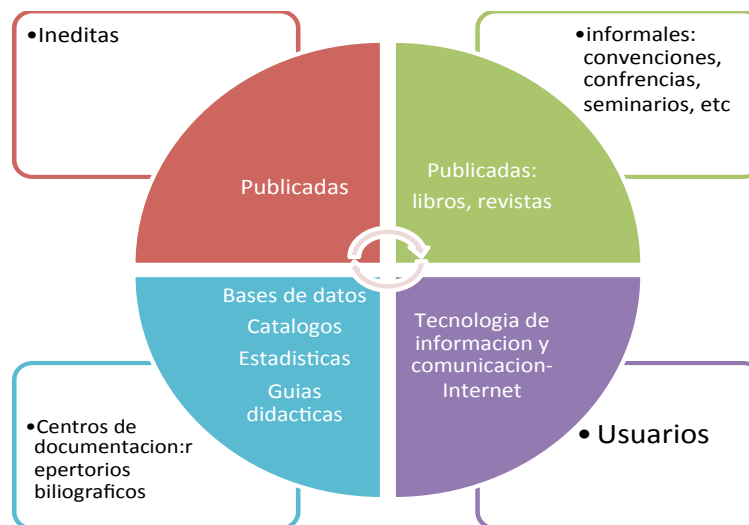 •Ineditas
•informales:
convenciones,
confrencias,
seminarios, etc
Publicadas
Publicadas:
libros, revistas
Bases de datos
Catalogos
Estadisticas
Guias
didacticas
Tecnologia de
informacion y
comunicacion-
Internet
•Centros de
documentacion:r
epertorios
biliograficos
• Usuarios